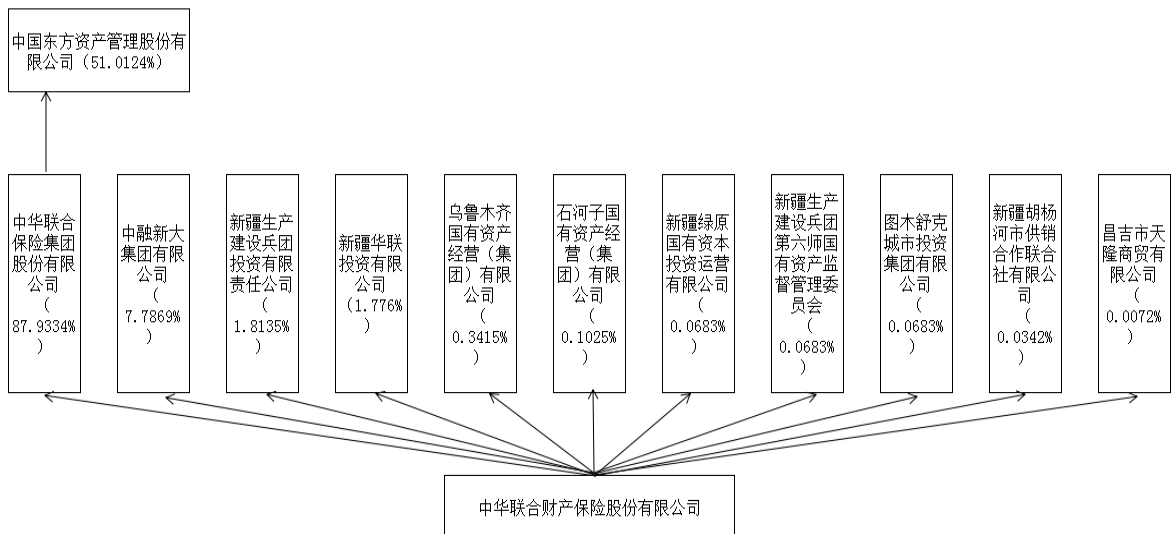 中国东方资产管理股份有
限公司（51.0124%）
中华联合
保险集团
股份有限
公司
（
87.9334%
）
中融新大
集团有限
公司
（
7.7869%
）
新疆生产
建设兵团
投资有限
责任公司
（
1.8135%
）
新疆华联
投资有限
公司
（1.776%
）
乌鲁木齐
国有资产
经营（集
团）有限
公司
（
0.3415%
）
石河子国
有资产经
营（集
团）有限
公司
（
0.1025%
）
新疆绿原
国有资本
投资运营
有限公司
（
0.0683%
）
新疆生产
建设兵团
第六师国
有资产监
督管理委
员会
（
0.0683%
）
图木舒克
城市投资
集团有限
公司
（
0.0683%
）
新疆胡杨
河市供销
合作联合
社有限公
司
（
0.0342%
）
昌吉市天
隆商贸有
限公司
（
0.0072%
）
中华联合财产保险股份有限公司